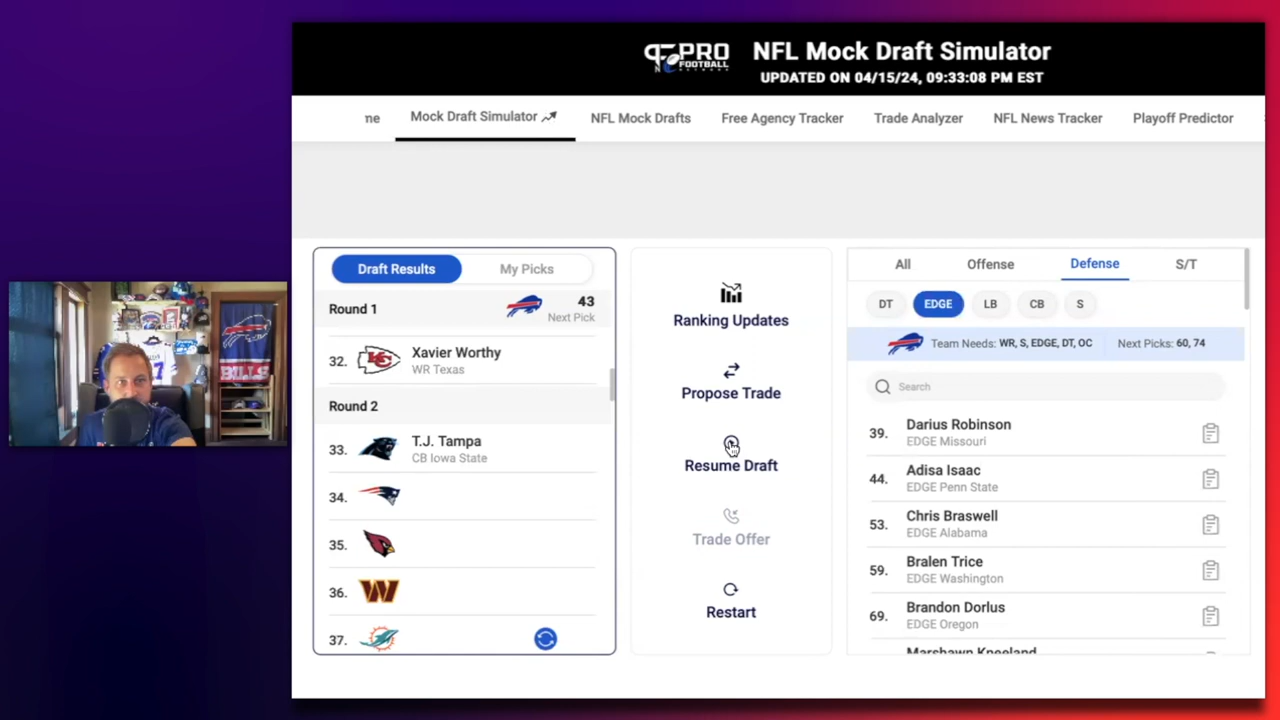 PRO
FOOTBALL
NFL Mock Draft Simulator
UPDATED ON 04/15/24, 09:33:08 PM EST
me
Mock Draft Simulator
NFL Mock Drafts
Free Agency Tracker
Trade Analyzer
NFL News Tracker
Playoff Predictor
Draft Results
My Picks
Round 1
43
Next Pick
32.
Xavier Worthy
WR Texas
Round 2
33.
T.J. Tampa
CB Iowa State
34.
35.
36.
37.
Ranking Updates
Propose Trade
Resume Draft
Trade Offer
Restart
All
Offense
Defense
S/T
DT
EDGE
LB
CB
S
Team Needs: WR, S, EDGE, DT, OC
Next Picks: 60, 74
Search
39.
Darius Robinson
EDGE Missouri
44.
Adisa Isaac
EDGE Penn State
53.
Chris Braswell
EDGE Alabama
59.
Bralen Trice
EDGE Washington
69.
Brandon Dorlus
EDGE Oregon
Marshawn Kneeland
BILLS